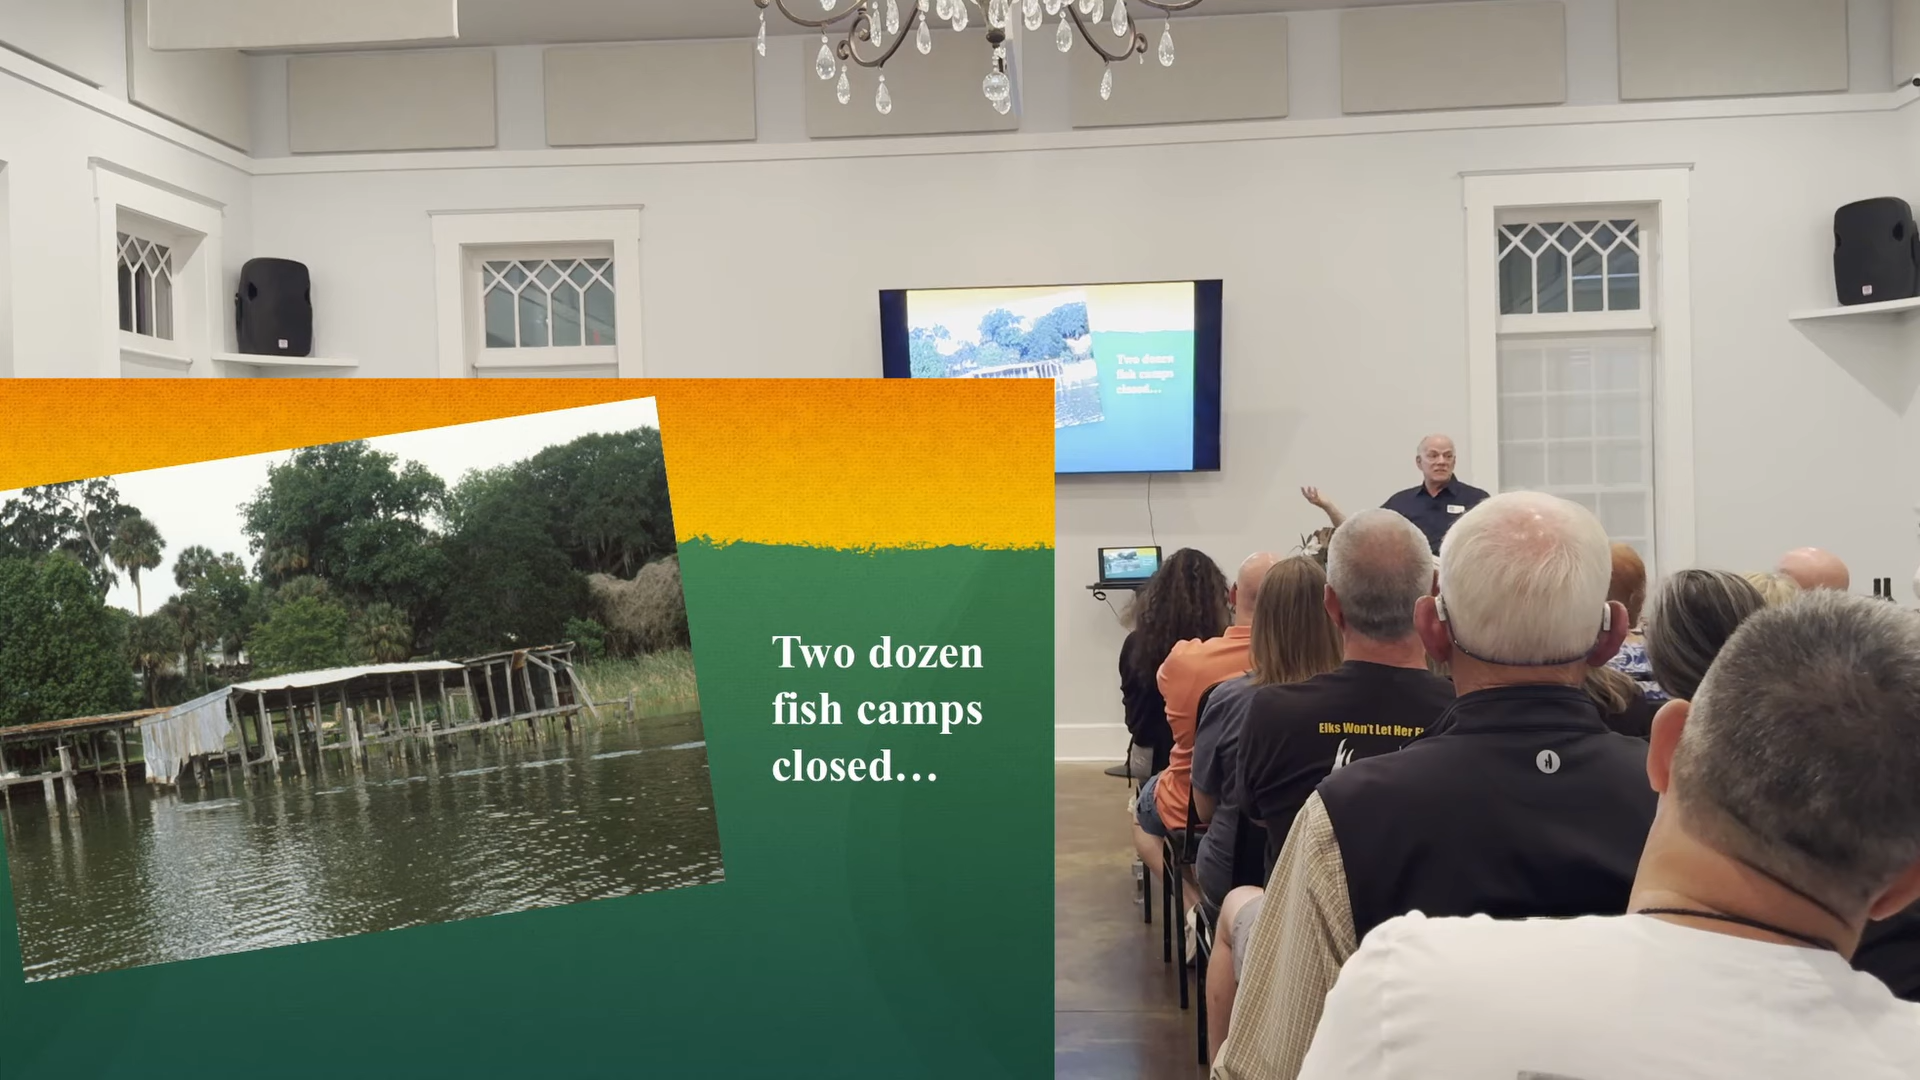 Two dozen
fish camps
closed...
Two dozen
fish camps
closed...
Elks Won't Let Her